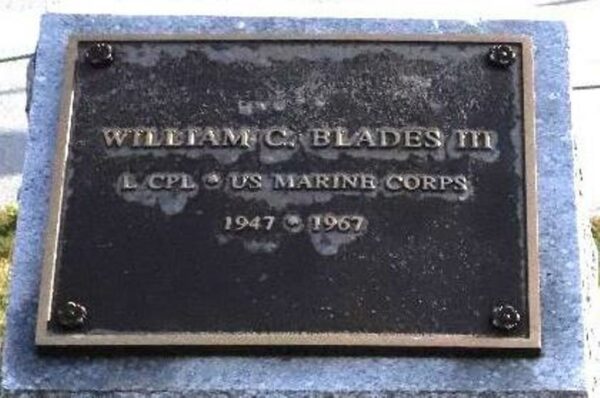 WILLIAM C. BLADES III
L CPL • US MARINE CORPS
1947 • 1967